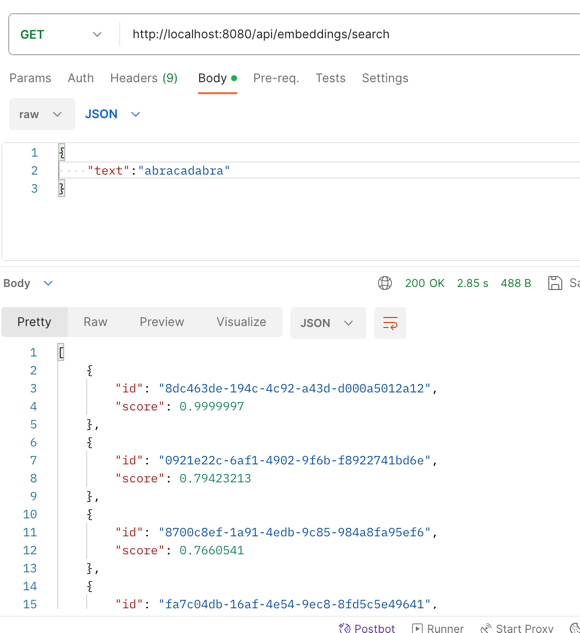 GET http://localhost:8080/api/embeddings/search
Params Auth Headers (9) Body Pre-req. Tests Settings
raw JSON
1 {
2 ····"text":"abracadabra"
3 }
Body 200 OK 2.85 s 488 B
Pretty Raw Preview Visualize JSON
1 [
2 {
3 "id": "8dc463de-194c-4c92-a43d-d000a5012a12",
4 "score": 0.9999997
5 },
6 {
7 "id": "0921e22c-6af1-4902-9f6b-f8922741bd6e",
8 "score": 0.79423213
9 },
10 {
11 "id": "8700c8ef-1a91-4edb-9c85-984a8fa95ef6",
12 "score": 0.7660541
13 },
14 {
15 "id": "fa7c04db-16af-4e54-9ec8-8fd5c5e49641",
Postbot Runner Start Proxy